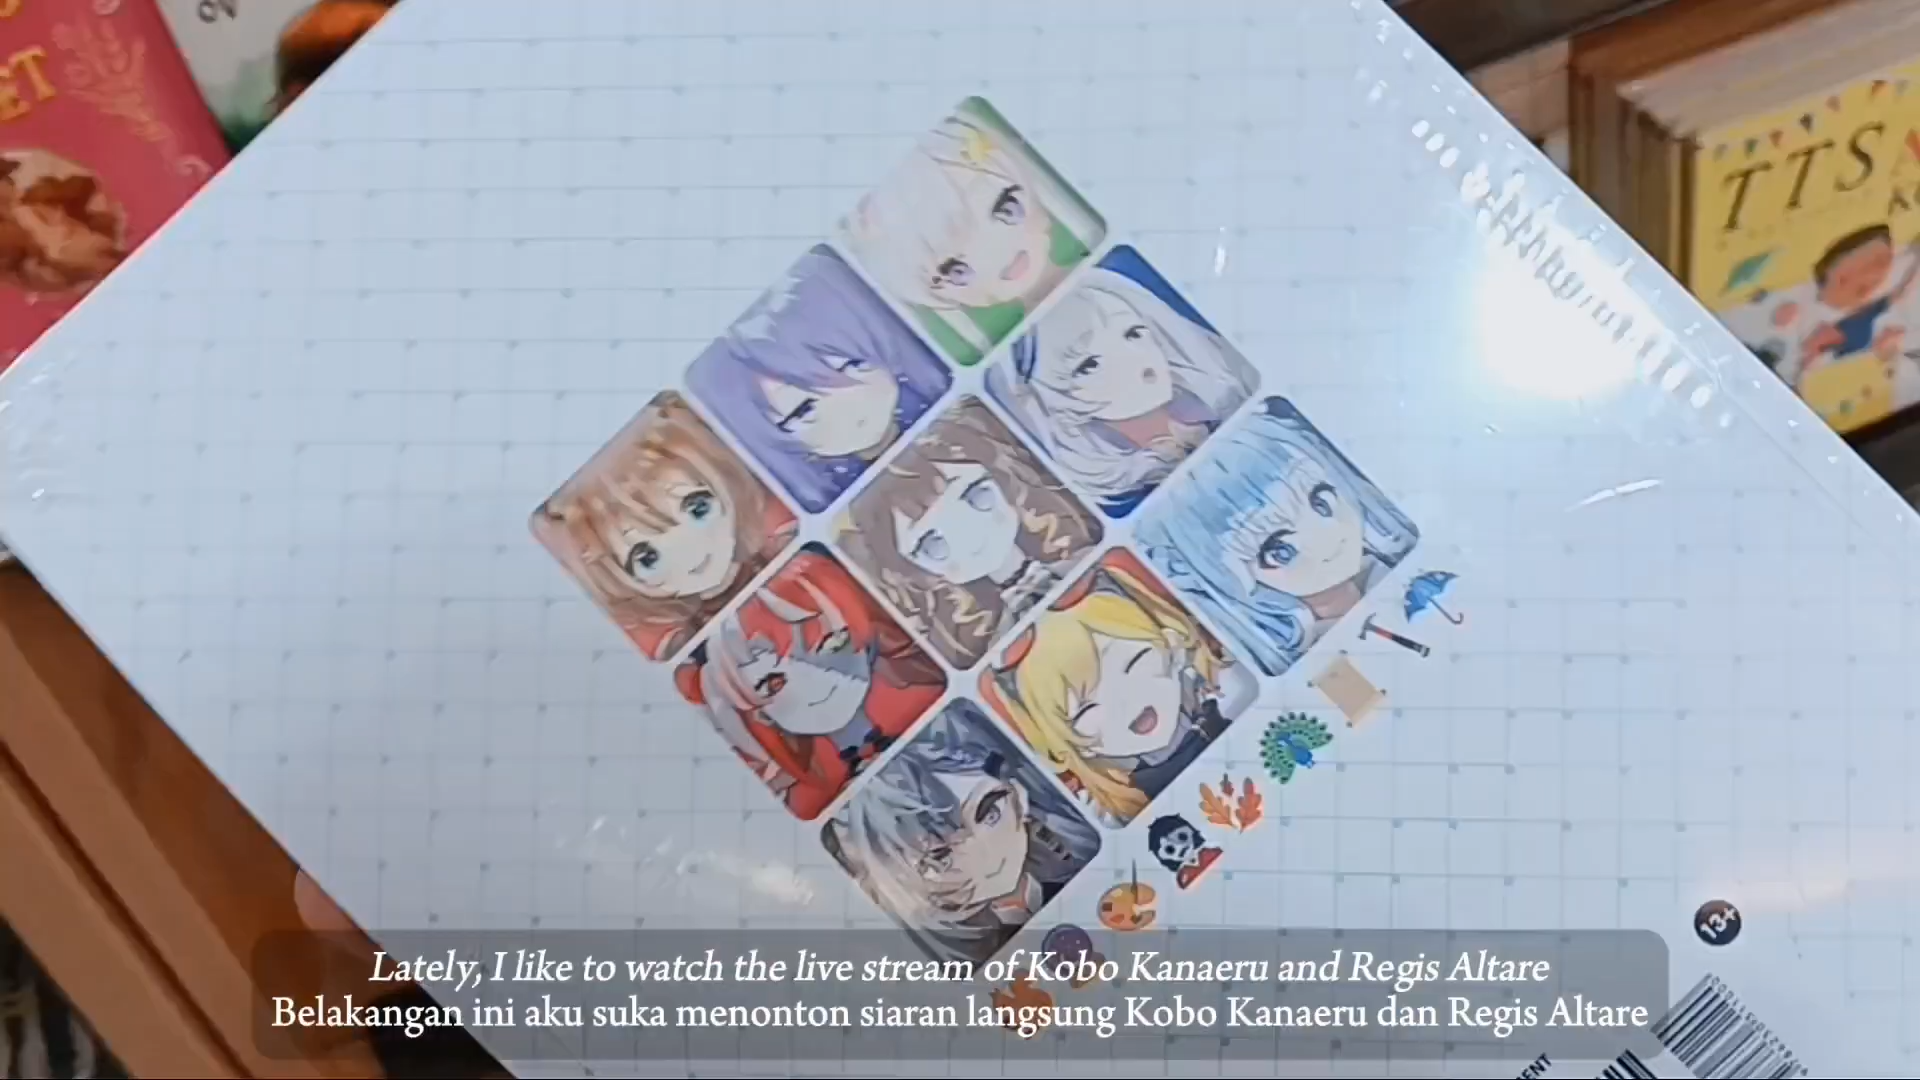 ET
TTS
13+
Lately, I like to watch the live stream of Kobo Kanaeru and Regis Altare
Belakangan ini aku suka menonton siaran langsung Kobo Kanaeru dan Regis Altare